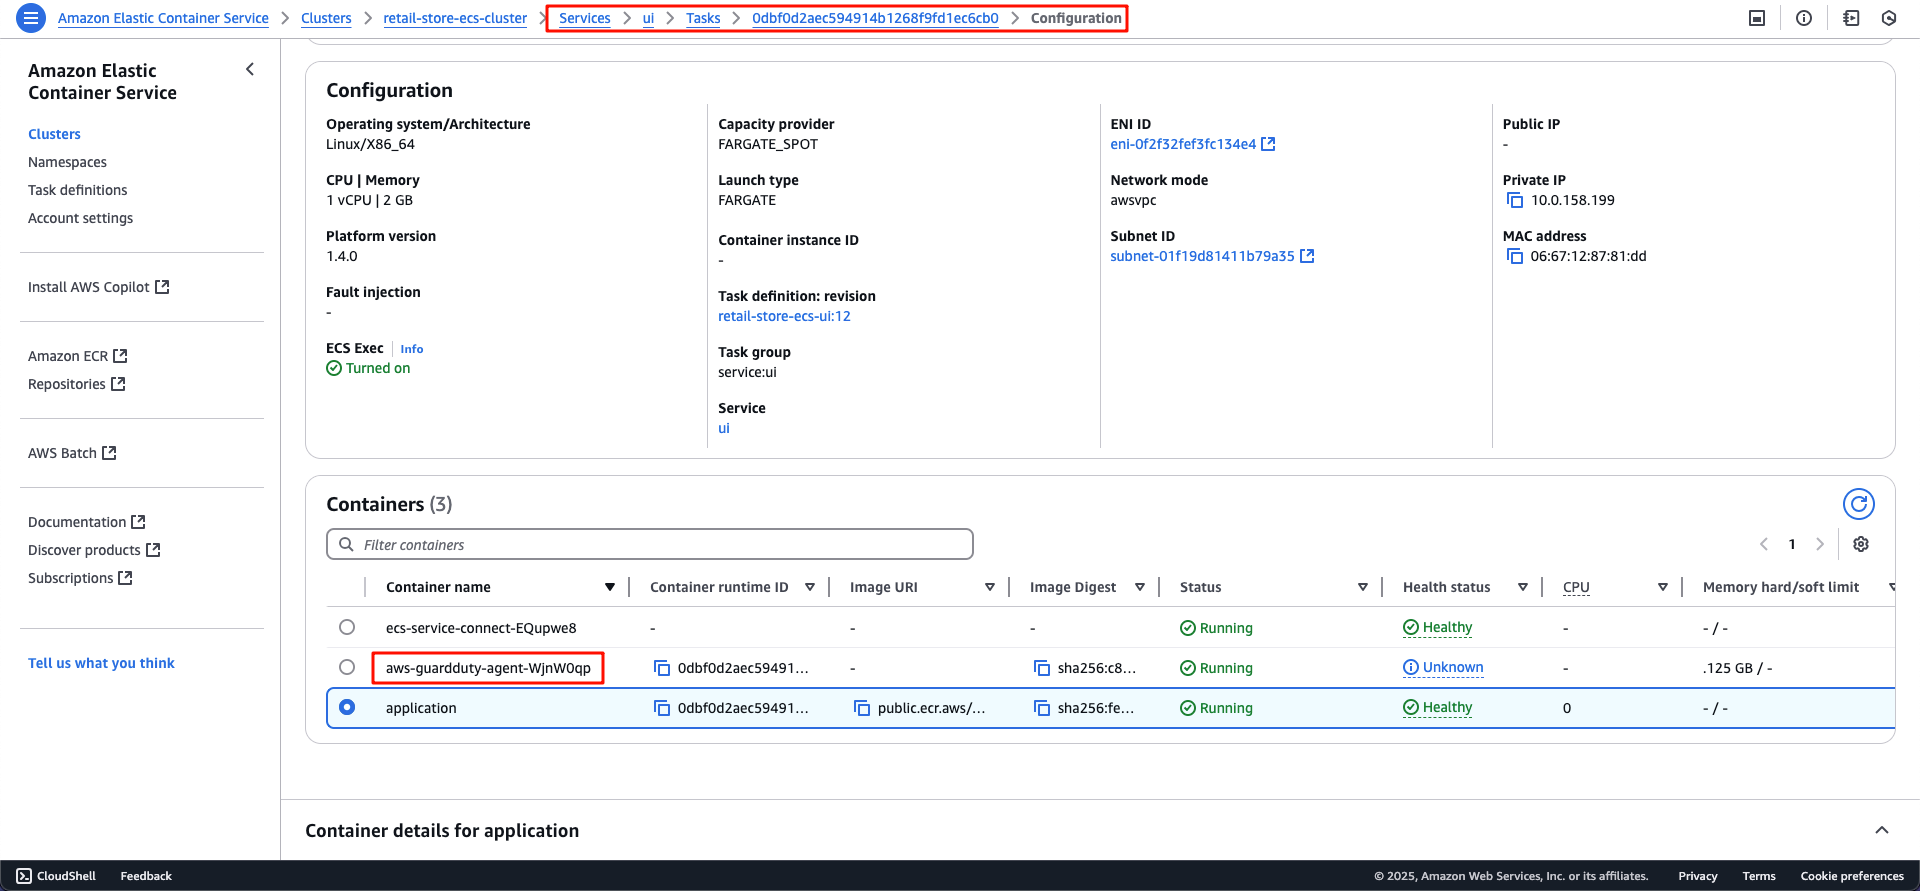 Amazon Elastic Container Service > Clusters > retail-store-ecs-cluster > Services > ui > Tasks > 0dbf0d2aec594914b1268f9fd1ec6cb0 > Configuration
Amazon Elastic
Container Service
Clusters
Namespaces
Task definitions
Account settings
Install AWS Copilot
Amazon ECR
Repositories
AWS Batch
Documentation
Discover products
Subscriptions
Tell us what you think
Configuration
Operating system/Architecture
Linux/X86_64
CPU | Memory
1 vCPU | 2 GB
Platform version
1.4.0
Fault injection
-
ECS Exec | Info
Turned on
Capacity provider
FARGATE_SPOT
Launch type
FARGATE
Container instance ID
-
Task definition: revision
retail-store-ecs-ui:12
Task group
service:ui
Service
ui
ENI ID
eni-0f2f32fef3fc134e4
Network mode
awsvpc
Subnet ID
subnet-01f19d81411b79a35
Public IP
-
Private IP
10.0.158.199
MAC address
06:67:12:87:81:dd
Containers (3)
Filter containers
1
Container name Container runtime ID Image URI Image Digest Status Health status CPU Memory hard/soft limit
ecs-service-connect-EQupwe8 - - - Running Healthy - - / -
aws-guardduty-agent-WjnW0qp 0dbf0d2aec59491... - sha256:c8... Running Unknown - .125 GB / -
application 0dbf0d2aec59491... public.ecr.aws/... sha256:fe... Running Healthy 0 - / -
Container details for application
CloudShell Feedback © 2025, Amazon Web Services, Inc. or its affiliates. Privacy Terms Cookie preferences